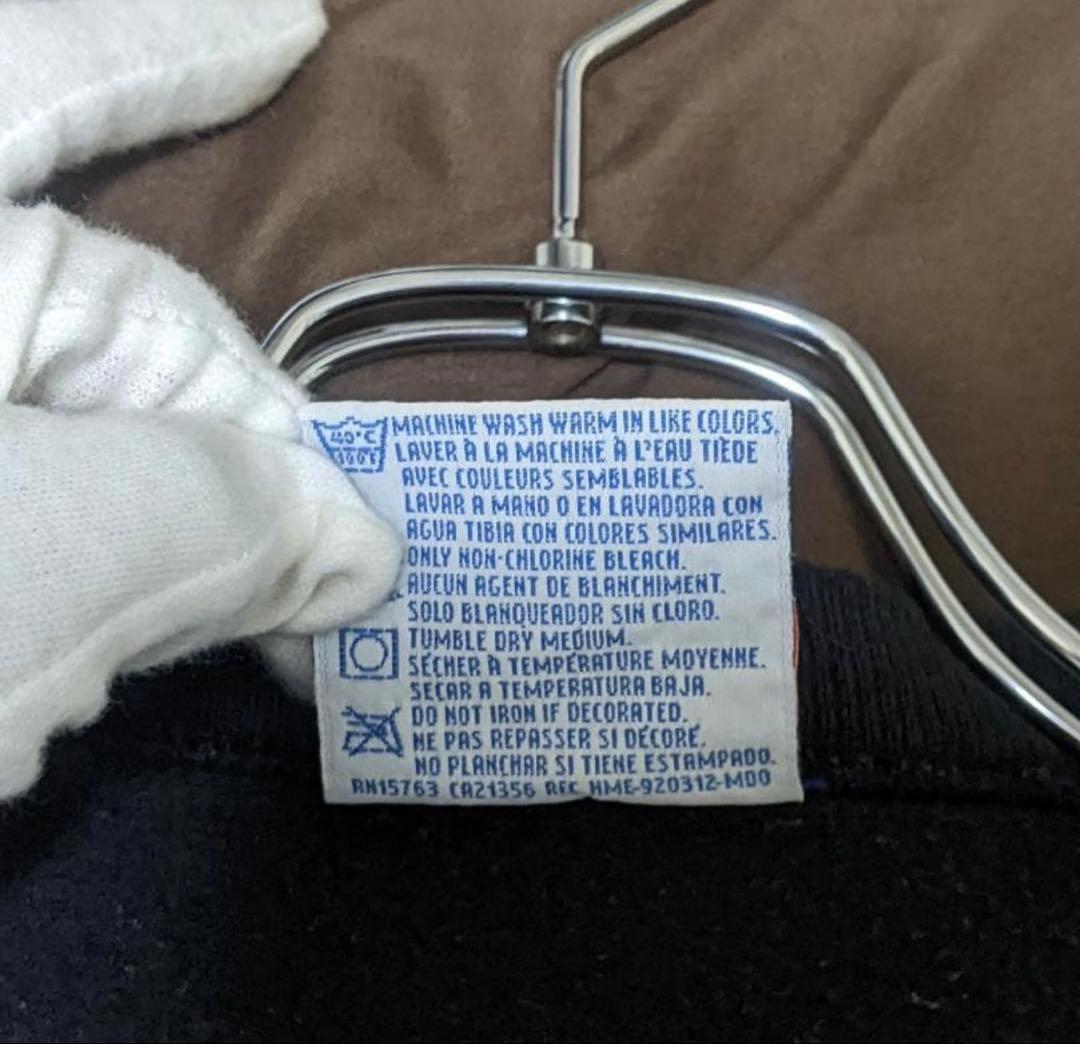 40°C
MACHINE WASH WARM IN LIKE COLORS.
LAVER À LA MACHINE À L'EAU TIÈDE
AVEC COULEURS SEMBLABLES.
LAVAR A MANO O EN LAVADORA CON
AGUA TIBIA CON COLORES SIMILARES.
ONLY NON-CHLORINE BLEACH.
AUCUN AGENT DE BLANCHIMENT.
SOLO BLANQUEADOR SIN CLORO.
TUMBLE DRY MEDIUM.
SÉCHER À TEMPÉRATURE MOYENNE.
SECAR A TEMPERATURA BAJA.
DO NOT IRON IF DECORATED.
NE PAS REPASSER SI DÉCORÉ.
NO PLANCHAR SI TIENE ESTAMPADO.
RN15763 CA21356 RFC HME-920312-MD0